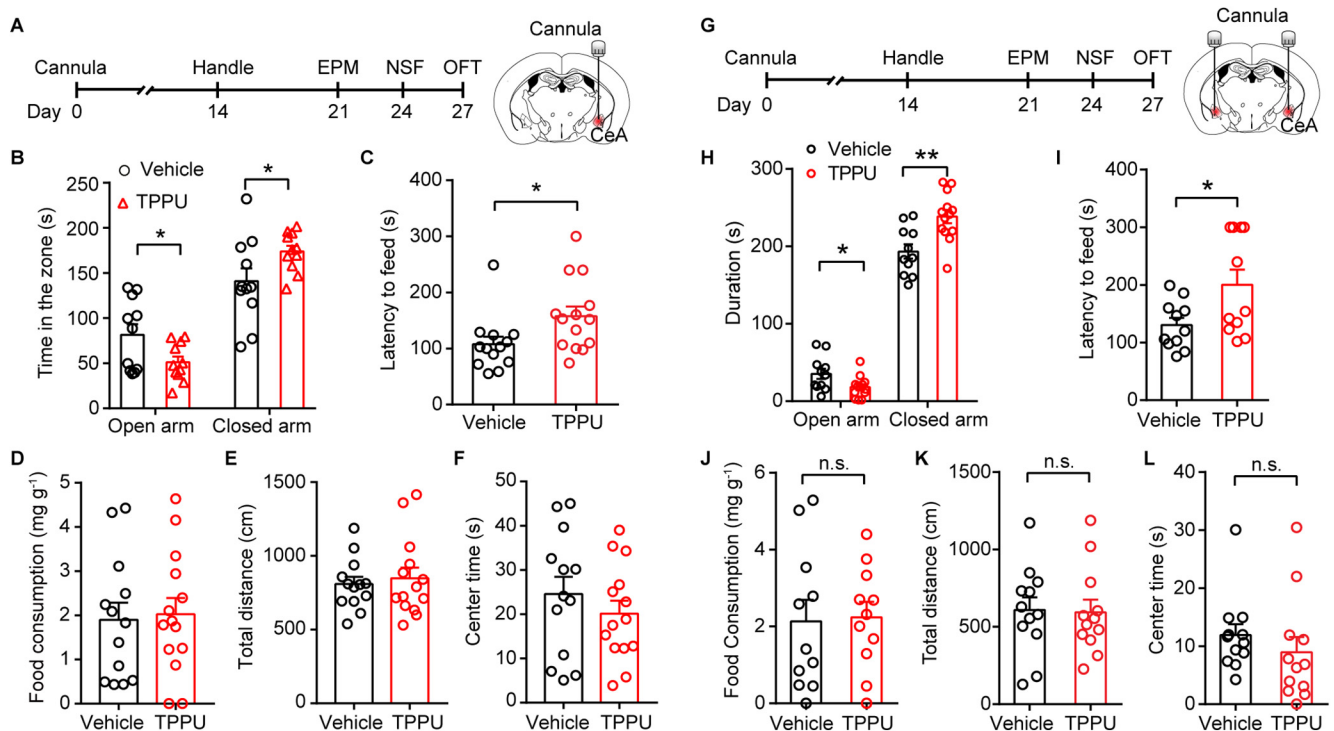 A
Cannula
Cannula Handle EPM NSF OFT
Day 0 14 21 24 27
CeA
B
Vehicle
TPPU
Time in the zone (s)
250
200
150
100
50
0
* *
Open arm Closed arm
C
Latency to feed (s)
400
300
200
100
0
*
Vehicle TPPU
D
Food consumption (mg g-1)
5
4
3
2
1
0
Vehicle TPPU
E
Total distance (cm)
1500
1000
500
0
Vehicle TPPU
F
Center time (s)
50
40
30
20
10
0
Vehicle TPPU
G
Cannula
Cannula Handle EPM NSF OFT
Day 0 14 21 24 27
CeA
H
Vehicle
TPPU
Duration (s)
300
200
100
0
* **
Open arm Closed arm
I
Latency to feed (s)
400
300
200
100
0
*
Vehicle TPPU
J
Food Consumption (mg g-1)
6
4
2
0
n.s.
Vehicle TPPU
K
Total distance (cm)
1500
1000
500
0
n.s.
Vehicle TPPU
L
Center time (s)
40
30
20
10
0
n.s.
Vehicle TPPU